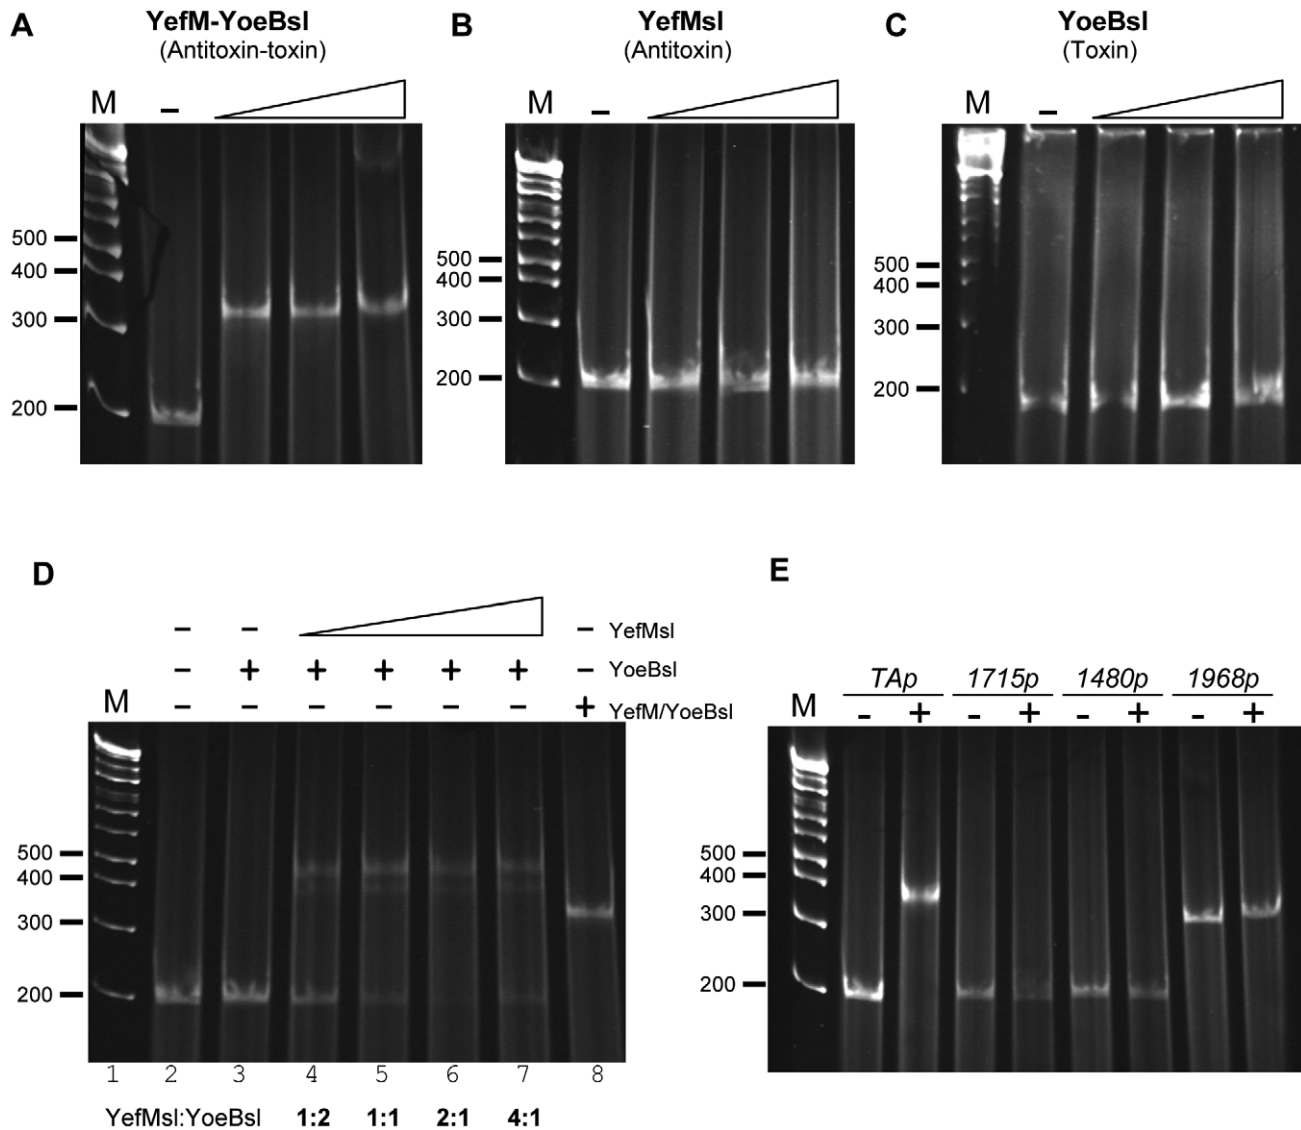 A
YefM-YoeBsl
(Antitoxin-toxin)
M –
500
400
300
200
B
YefMsl
(Antitoxin)
M –
500
400
300
200
C
YoeBsl
(Toxin)
M –
500
400
300
200
D
– – – YefMsl
– + + + + + – YoeBsl
M – – – – – – + YefM/YoeBsl
500
400
300
200
1 2 3 4 5 6 7 8
YefMsl:YoeBsl 1:2 1:1 2:1 4:1
E
TAp 1715p 1480p 1968p
M - + - + - + - +
500
400
300
200